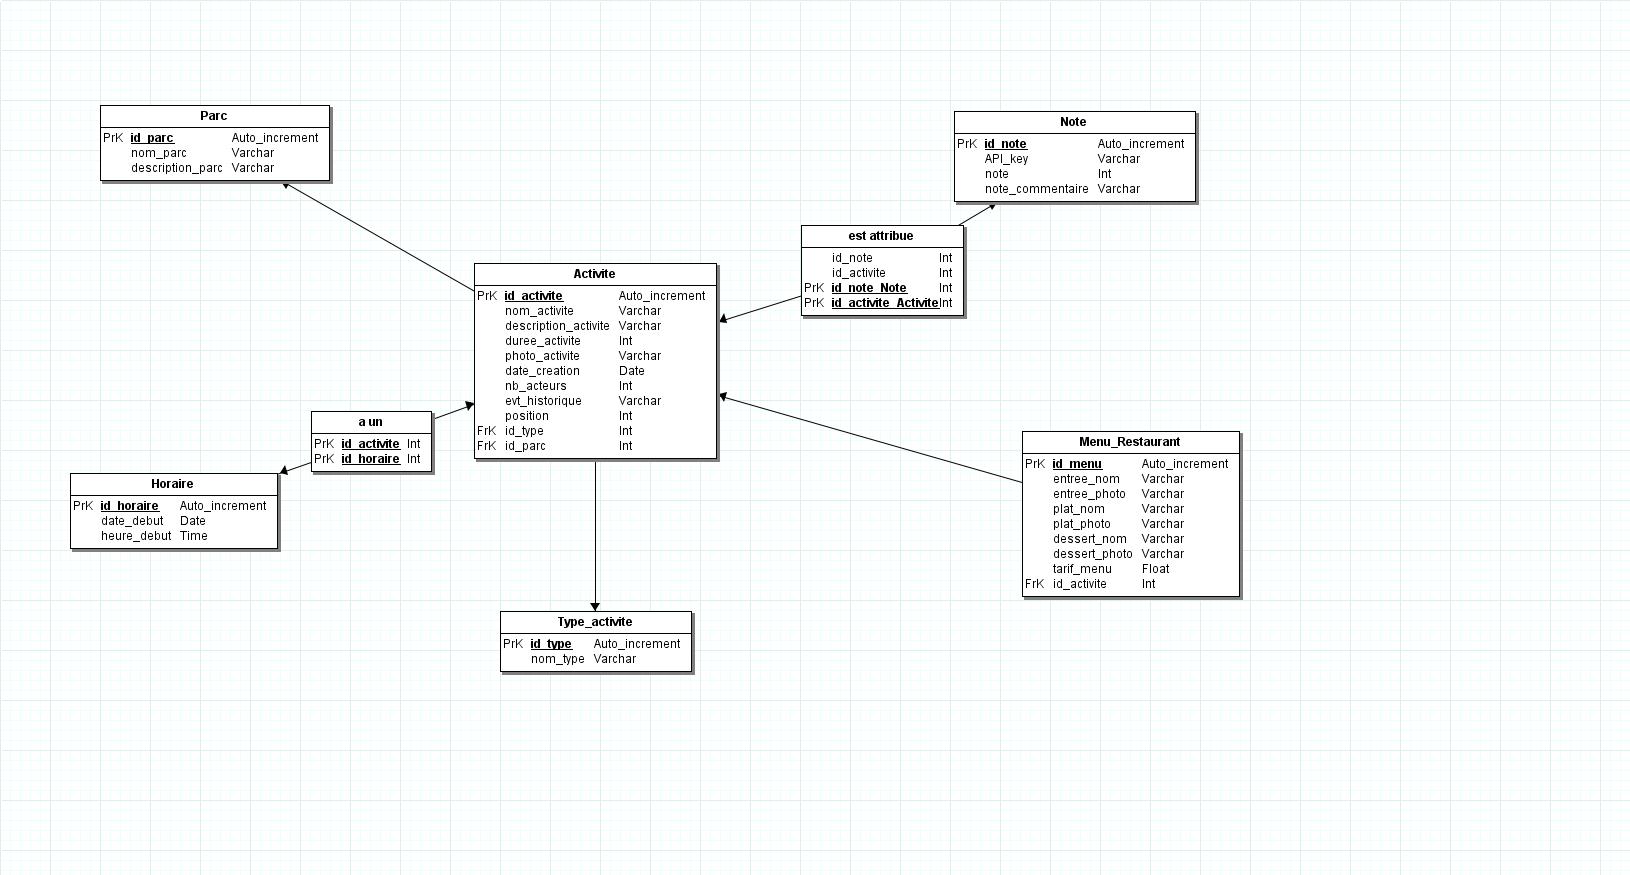 Parc
PrK id_parc Auto_increment
nom_parc Varchar
description_parc Varchar
Note
PrK id_note Auto_increment
API_key Varchar
note Int
note_commentaire Varchar
est attribue
id_note Int
id_activite Int
PrK id_note_Note Int
PrK id_activite_Activite Int
Activite
PrK id_activite Auto_increment
nom_activite Varchar
description_activite Varchar
duree_activite Int
photo_activite Varchar
date_creation Date
nb_acteurs Int
evt_historique Varchar
position Int
FrK id_type Int
FrK id_parc Int
a un
PrK id_activite Int
PrK id_horaire Int
Horaire
PrK id_horaire Auto_increment
date_debut Date
heure_debut Time
Menu_Restaurant
PrK id_menu Auto_increment
entree_nom Varchar
entree_photo Varchar
plat_nom Varchar
plat_photo Varchar
dessert_nom Varchar
dessert_photo Varchar
tarif_menu Float
FrK id_activite Int
Type_activite
PrK id_type Auto_increment
nom_type Varchar